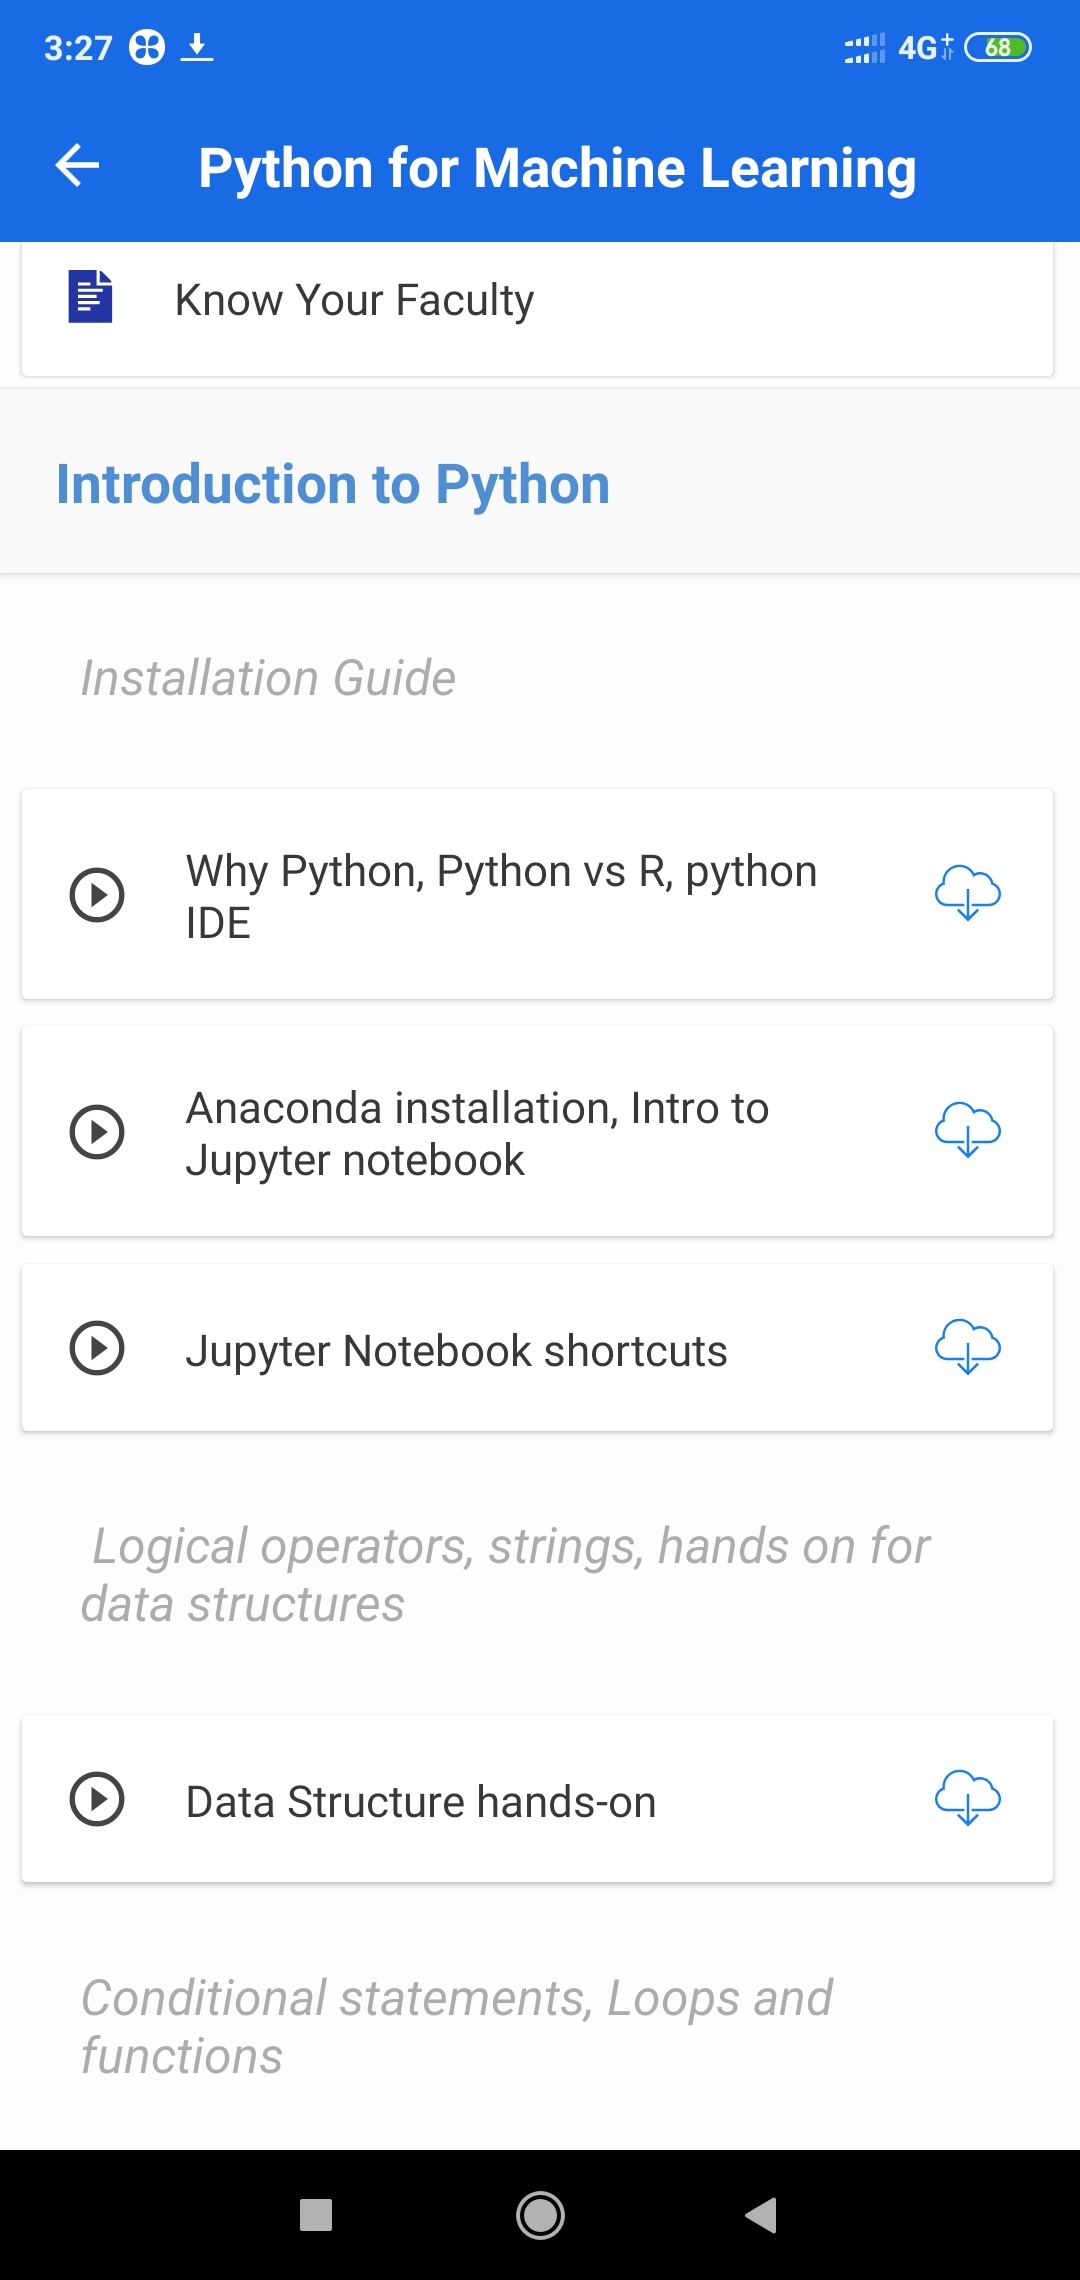 3:27
4G+
68
Python for Machine Learning
Know Your Faculty
Introduction to Python
Installation Guide
Why Python, Python vs R, python
IDE
Anaconda installation, Intro to
Jupyter notebook
Jupyter Notebook shortcuts
Logical operators, strings, hands on for
data structures
Data Structure hands-on
Conditional statements, Loops and
functions